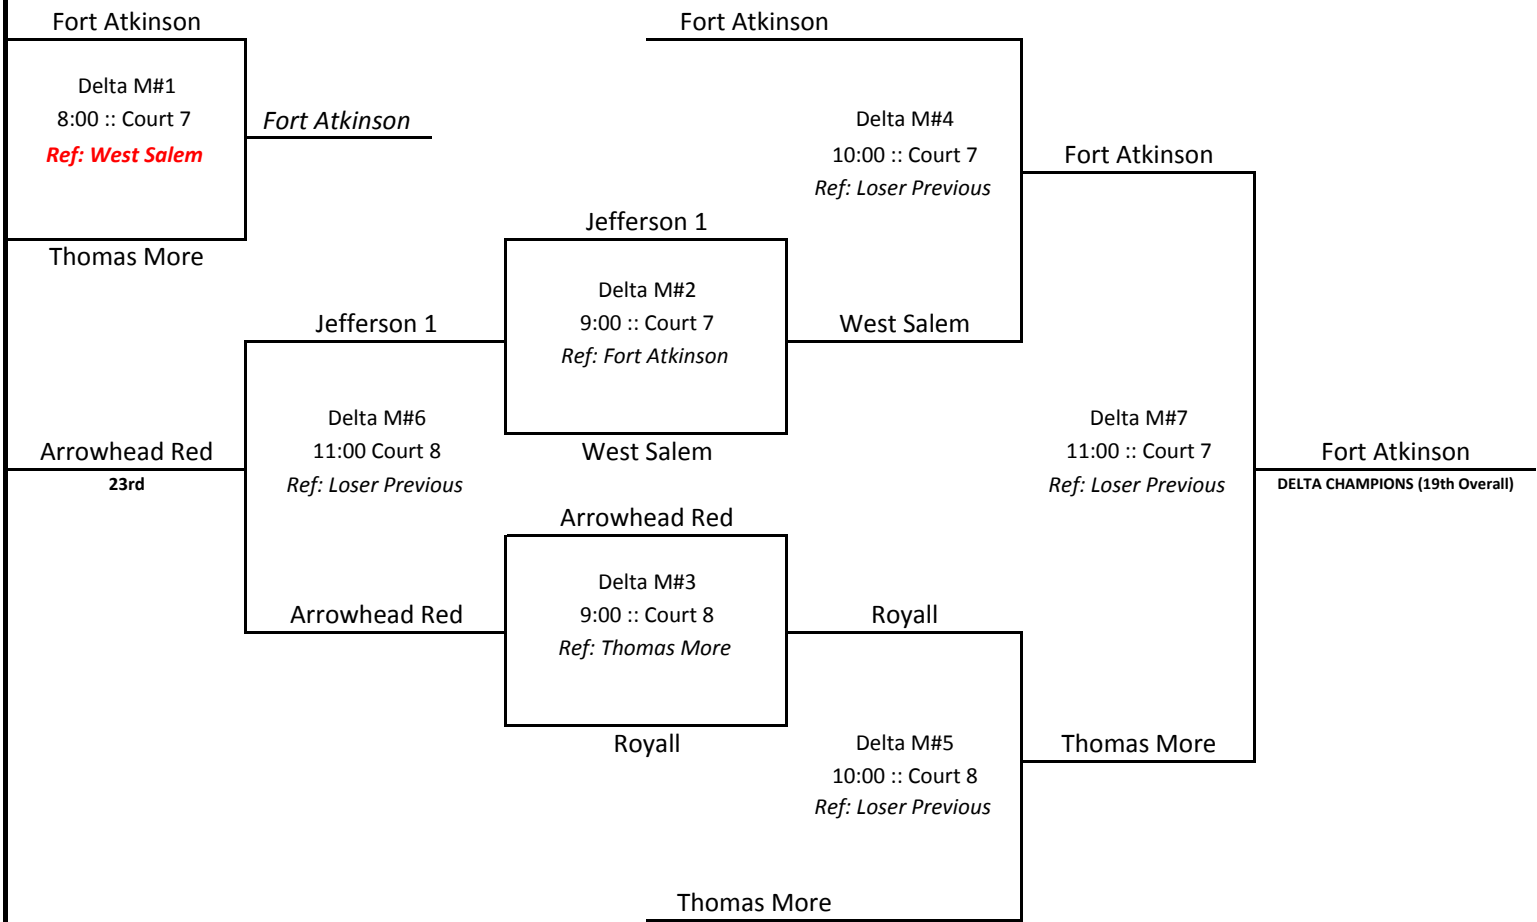 Fort Atkinson
Fort Atkinson
Delta M#1
8:00 :: Court 7
Ref: West Salem
Fort Atkinson
Thomas More
Delta M#4
10:00 :: Court 7
Ref: Loser Previous
Fort Atkinson
Jefferson 1
Delta M#2
9:00 :: Court 7
Ref: Fort Atkinson
Jefferson 1
West Salem
West Salem
Delta M#6
11:00 Court 8
Ref: Loser Previous
Arrowhead Red
23rd
Delta M#7
11:00 :: Court 7
Ref: Loser Previous
Fort Atkinson
DELTA CHAMPIONS (19th Overall)
Arrowhead Red
Delta M#3
9:00 :: Court 8
Ref: Thomas More
Arrowhead Red
Royall
Royall
Delta M#5
10:00 :: Court 8
Ref: Loser Previous
Thomas More
Thomas More